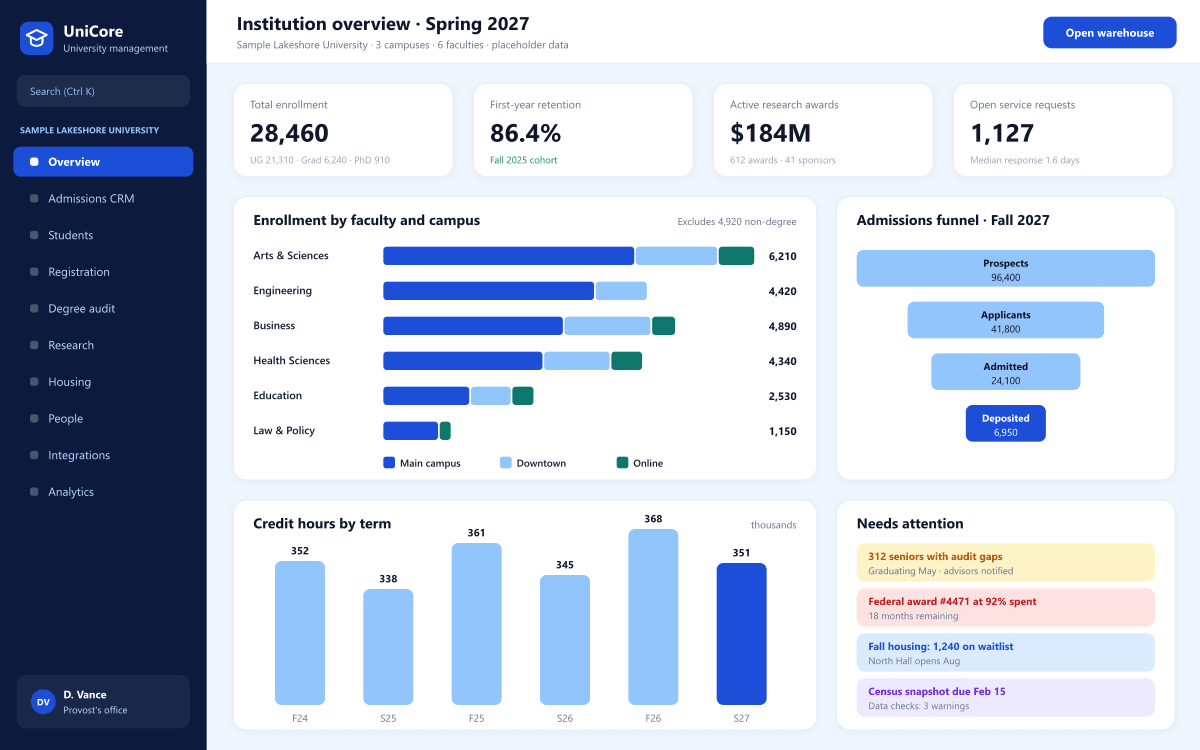 UniCore
University management
Search (Ctrl K)
SAMPLE LAKESHORE UNIVERSITY
Overview
Admissions CRM
Students
Registration
Degree audit
Research
Housing
People
Integrations
Analytics
DV
D. Vance
Provost's office
Institution overview · Spring 2027
Sample Lakeshore University · 3 campuses · 6 faculties · placeholder data
Open warehouse
Total enrollment
28,460
UG 21,310 · Grad 6,240 · PhD 910
First-year retention
86.4%
Fall 2025 cohort
Active research awards
$184M
612 awards · 41 sponsors
Open service requests
1,127
Median response 1.6 days
Enrollment by faculty and campus
Excludes 4,920 non-degree
Arts & Sciences 6,210
Engineering 4,420
Business 4,890
Health Sciences 4,340
Education 2,530
Law & Policy 1,150
Main campus Downtown Online
Admissions funnel · Fall 2027
Prospects
96,400
Applicants
41,800
Admitted
24,100
Deposited
6,950
Credit hours by term
thousands
352 338 361 345 368 351
F24 S25 F25 S26 F26 S27
Needs attention
312 seniors with audit gaps
Graduating May · advisors notified
Federal award #4471 at 92% spent
18 months remaining
Fall housing: 1,240 on waitlist
North Hall opens Aug
Census snapshot due Feb 15
Data checks: 3 warnings